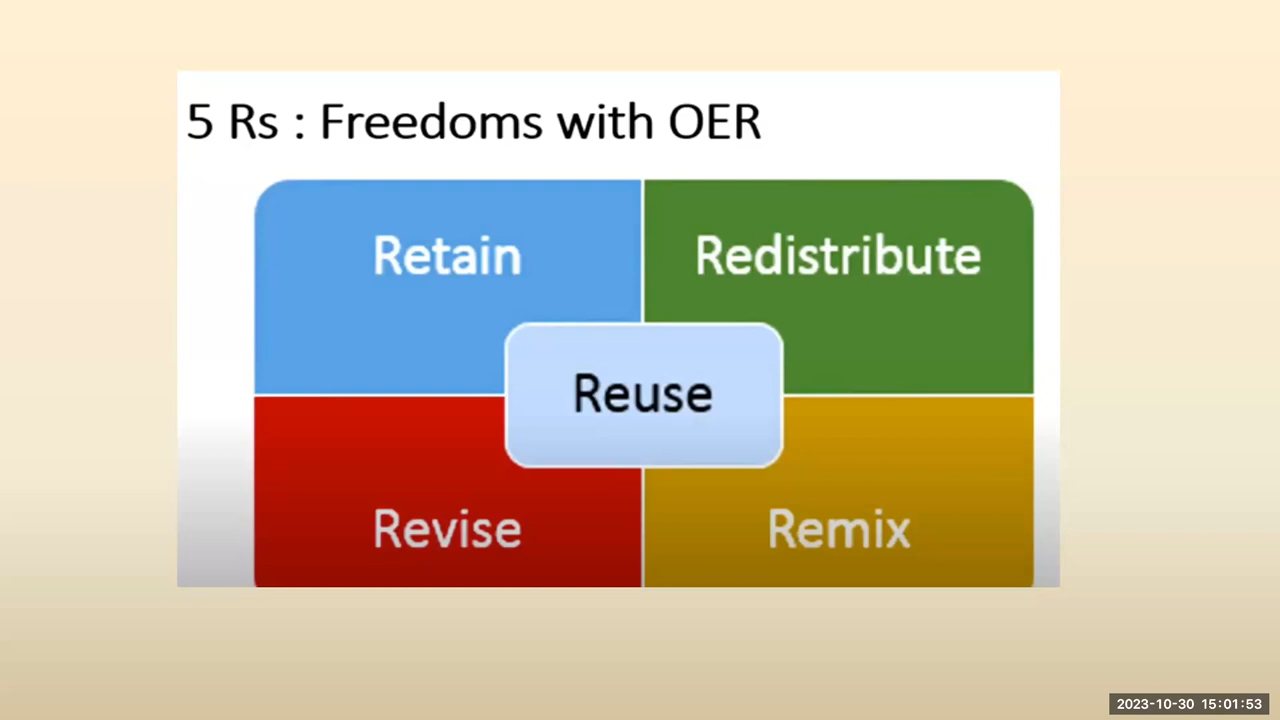 5 Rs : Freedoms with OER
Retain
Redistribute
Reuse
Revise
Remix
2023-10-30 15:01:53